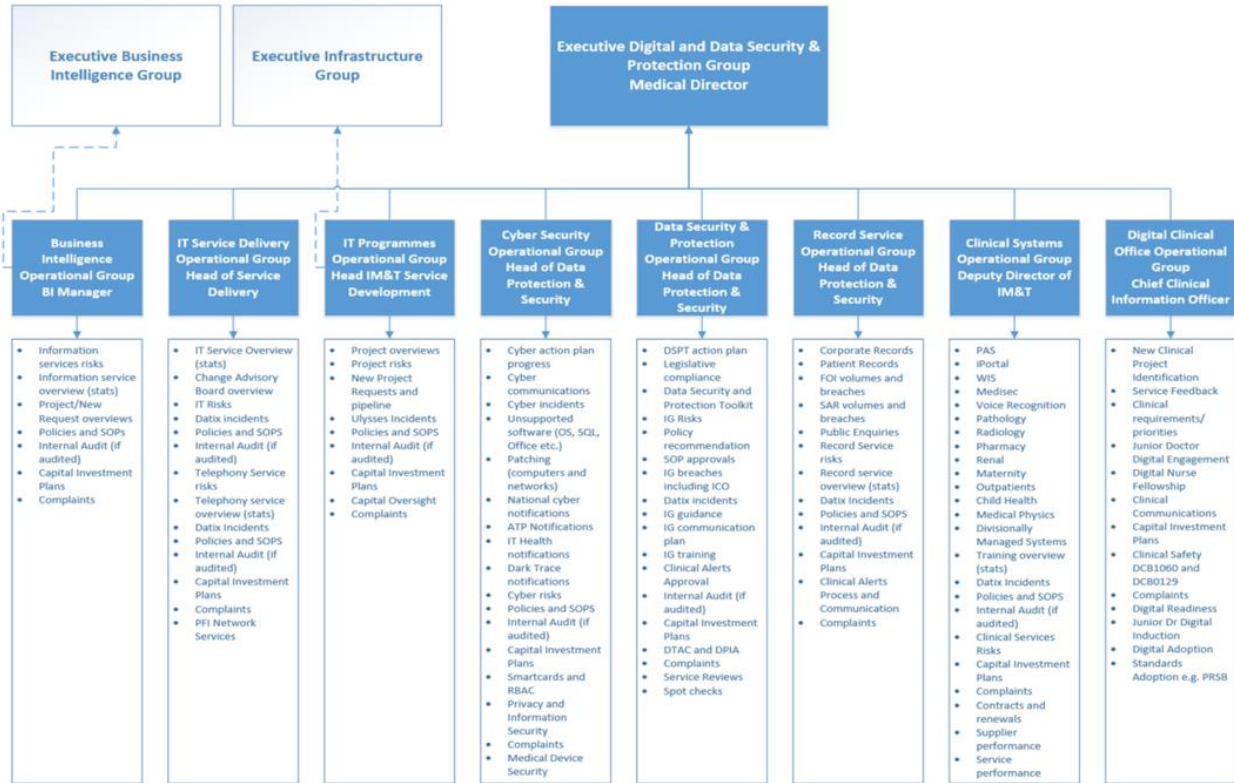 Executive Business
Intelligence Group
Executive Infrastructure
Group
Executive Digital and Data Security &
Protection Group
Medical Director
Business
Intelligence
Operational Group
BI Manager
IT Service Delivery
Operational Group
Head of Service
Delivery
IT Programmes
Operational Group
Head IM&T Service
Development
Cyber Security
Operational Group
Head of Data
Protection &
Security
Data Security &
Protection
Operational Group
Head of Data
Protection &
Security
Record Service
Operational Group
Head of Data
Protection &
Security
Clinical Systems
Operational Group
Deputy Director of
IM&T
Digital Clinical
Office Operational
Group
Chief Clinical
Information Officer
• Information
services risks
• Information service
overview (stats)
• Project/New
Request overviews
• Policies and SOPs
• Internal Audit (if
audited)
• Capital Investment
Plans
• Complaints
• IT Service Overview
(stats)
• Change Advisory
Board overview
• IT Risks
• Datix incidents
• Policies and SOPS
• Internal Audit (if
audited)
• Telephony Service
risks
• Telephony service
overview (stats)
• Datix Incidents
• Policies and SOPS
• Internal Audit (if
audited)
• Capital Investment
Plans
• Complaints
• PFI Network
Services
• Project overviews
• Project risks
• New Project
Requests and
pipeline
• Ulysses Incidents
• Policies and SOPS
• Internal Audit (if
audited)
• Capital Investment
Plans
• Capital Oversight
• Complaints
• Cyber action plan
progress
• Cyber
communications
• Cyber incidents
• Unsupported
software (OS, SQL,
Office etc.)
• Patching
(computers and
networks)
• National cyber
notifications
• ATP Notifications
• IT Health
notifications
• Dark Trace
notifications
• Cyber risks
• Policies and SOPS
• Internal Audit (if
audited)
• Capital Investment
Plans
• Smartcards and
RBAC
• Privacy and
Information
Security
• Complaints
• Medical Device
Security
• DSPT action plan
• Legislative
compliance
• Data Security and
Protection Toolkit
• IG Risks
• Policy
recommendation
• SOP approvals
• IG breaches
including ICO
• Datix incidents
• IG guidance
• IG communication
plan
• IG training
• Clinical Alerts
Approval
• Internal Audit (if
audited)
• Capital Investment
Plans
• DTAC and DPIA
• Complaints
• Service Reviews
• Spot checks
• Corporate Records
• Patient Records
• FOI volumes and
breaches
• SAR volumes and
breaches
• Public Enquiries
• Record Service
risks
• Record service
overview (stats)
• Datix Incidents
• Policies and SOPS
• Internal Audit (if
audited)
• Capital Investment
Plans
• Clinical Alerts
Process and
Communication
• Complaints
• PAS
• iPortal
• WIS
• Medisec
• Voice Recognition
• Pathology
• Radiology
• Pharmacy
• Renal
• Maternity
• Outpatients
• Child Health
• Medical Physics
• Divisionally
Managed Systems
• Training overview
(stats)
• Datix Incidents
• Policies and SOPS
• Internal Audit (if
audited)
• Clinical Services
Risks
• Capital Investment
Plans
• Complaints
• Contracts and
renewals
• Supplier
performance
• Service
performance
• New Clinical
Project
Identification
• Service Feedback
• Clinical
requirements/
priorities
• Junior Doctor
Digital Engagement
• Digital Nurse
Fellowship
• Clinical
Communications
• Capital Investment
Plans
• Clinical Safety
DCB1060 and
DCB0129
• Complaints
• Digital Readiness
• Junior Dr Digital
Induction
• Digital Adoption
• Standards
Adoption e.g. PRSB